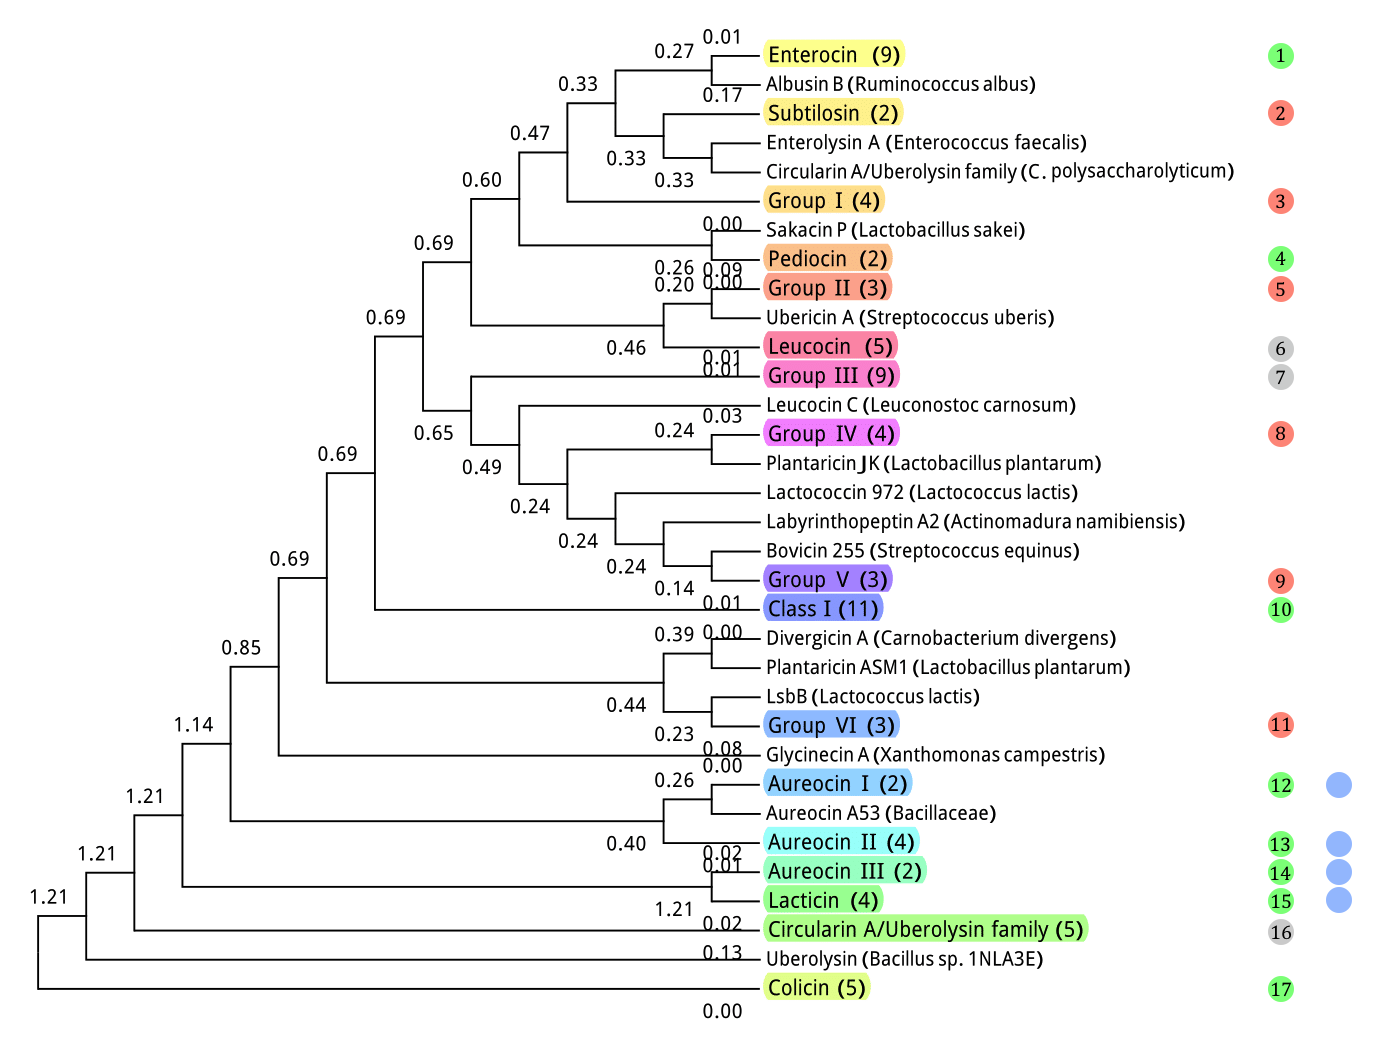 0.01
0.27
Enterocin (9) 1
0.33
Albusin B (Ruminococcus albus)
0.17
Subtilosin (2) 2
0.47
Enterolysin A (Enterococcus faecalis)
0.33
Circularin A/Uberolysin family (C. polysaccharolyticum)
0.60
0.33
Group I (4) 3
0.00
Sakacin P (Lactobacillus sakei)
0.69
Pediocin (2) 4
0.26
0.09
0.20
0.00
Group II (3) 5
0.69
Ubericin A (Streptococcus uberis)
0.46
Leucocin (5) 6
0.01
0.01
Group III (9) 7
Leucocin C (Leuconostoc carnosum)
0.03
0.65
0.24
Group IV (4) 8
0.69
0.49
Plantaricin JK (Lactobacillus plantarum)
Lactococcin 972 (Lactococcus lactis)
0.24
Labyrinthopeptin A2 (Actinomadura namibiensis)
0.24
Bovicin 255 (Streptococcus equinus)
0.69
0.24
Group V (3) 9
0.14
0.01
Class I (11) 10
0.39
0.00
Divergicin A (Carnobacterium divergens)
0.85
Plantaricin ASM1 (Lactobacillus plantarum)
LsbB (Lactococcus lactis)
0.44
1.14
Group VI (3) 11
0.23
0.08
Glycinecin A (Xanthomonas campestris)
0.00
0.26
Aureocin I (2) 12
1.21
Aureocin A53 (Bacillaceae)
0.40
Aureocin II (4) 13
1.21
0.02
0.01
Aureocin III (2) 14
1.21
Lacticin (4) 15
1.21
0.02
Circularin A/Uberolysin family (5) 16
0.13
Uberolysin (Bacillus sp. 1NLA3E)
Colicin (5) 17
0.00